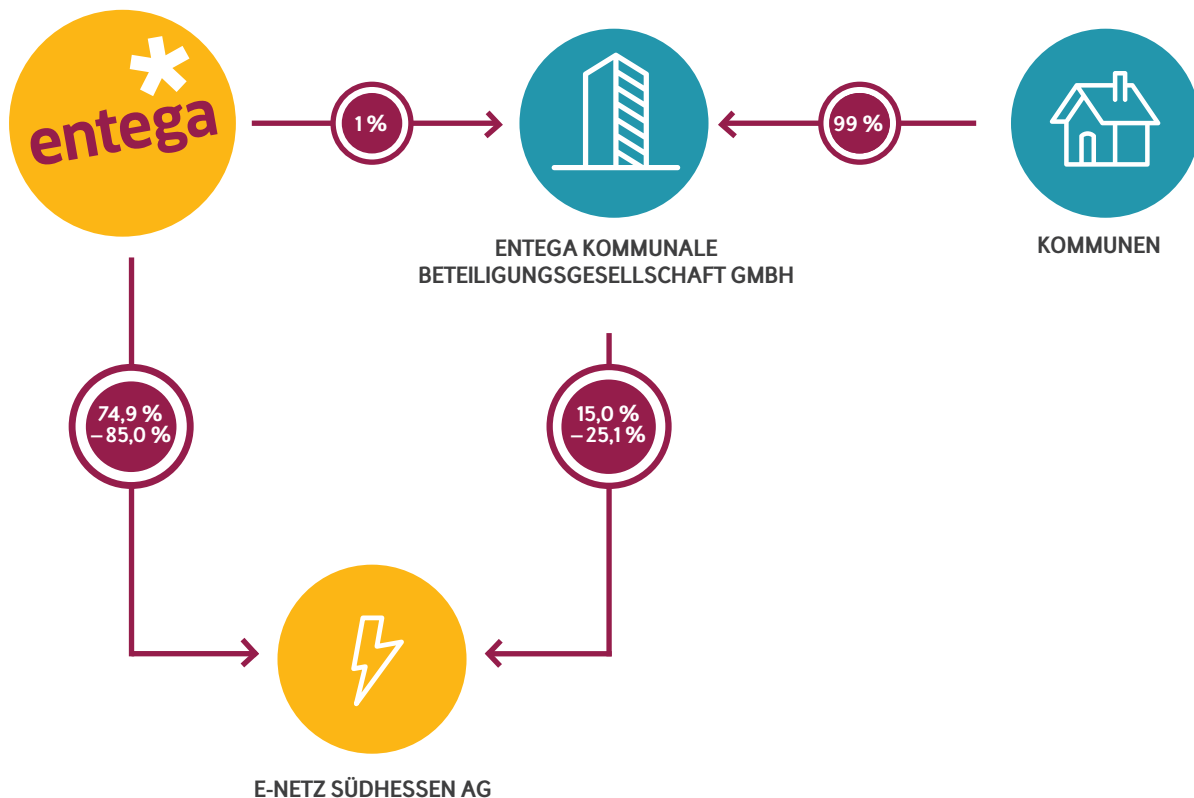 entega
1 %
99 %
ENTEGA KOMMUNALE
BETEILIGUNGSGESELLSCHAFT GMBH
KOMMUNEN
74,9 %
–85,0 %
15,0 %
–25,1 %
E-NETZ SÜDHESSEN AG